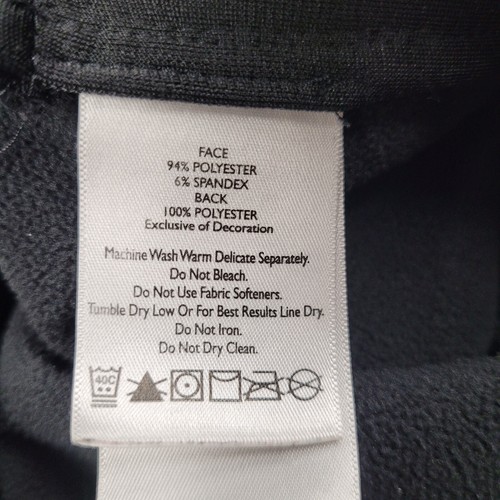 FACE
94% POLYESTER
6% SPANDEX
BACK
100% POLYESTER
Exclusive of Decoration
Machine Wash Warm Delicate Separately.
Do Not Bleach.
Do Not Use Fabric Softeners.
Tumble Dry Low Or For Best Results Line Dry.
Do Not Iron.
Do Not Dry Clean.
40C